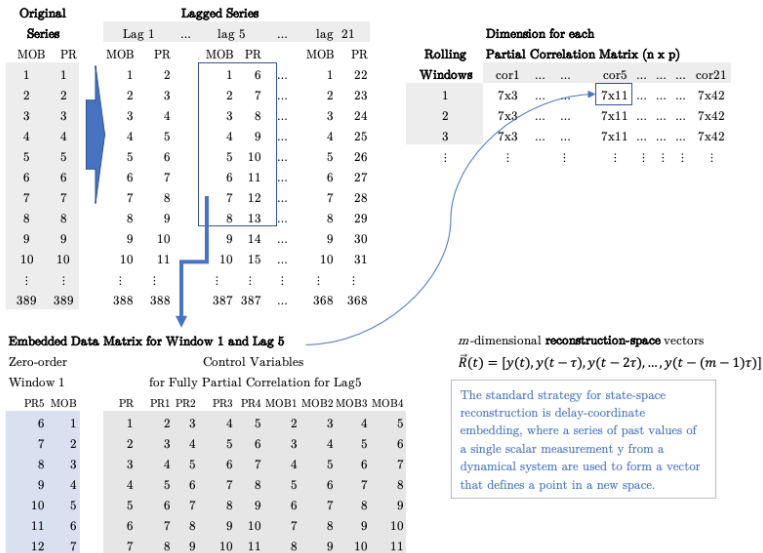 Original Series
MOB PR
1 1
2 2
3 3
4 4
5 5
6 6
7 7
8 8
9 9
10 10
⋮ ⋮
389 389
Lagged Series
Lag 1 ... lag 5 ... lag 21
MOB PR MOB PR MOB PR
1 2 1 6 ... 1 22
2 3 2 7 ... 2 23
3 4 3 8 ... 3 24
4 5 4 9 ... 4 25
5 6 5 10 ... 5 26
6 7 6 11 ... 6 27
7 8 7 12 ... 7 28
8 9 8 13 ... 8 29
9 10 9 14 ... 9 30
10 11 10 15 ... 10 31
⋮ ⋮ ⋮ ⋮ ⋮ ⋮
388 388 387 387 ... 368 368
Dimension for each
Rolling Partial Correlation Matrix (n x p)
Windows cor1 ... ... cor5 ... ... ... cor21
1 7x3 ... ... 7x11 ... ... ... 7x42
2 7x3 ... ... 7x11 ... ... ... 7x42
3 7x3 ... ... 7x11 ... ... ... 7x42
⋮ ⋮ ⋮ ⋮ ⋮ ⋮ ⋮ ⋮
Embedded Data Matrix for Window 1 and Lag 5
Zero-order
Window 1
PR5 MOB
6 1
7 2
8 3
9 4
10 5
11 6
12 7
Control Variables
for Fully Partial Correlation for Lag5
PR PR1 PR2 PR3 PR4 MOB1 MOB2 MOB3 MOB4
1 2 3 4 5 2 3 4 5
2 3 4 5 6 3 4 5 6
3 4 5 6 7 4 5 6 7
4 5 6 7 8 5 6 7 8
5 6 7 8 9 6 7 8 9
6 7 8 9 10 7 8 9 10
7 8 9 10 11 8 9 10 11
m-dimensional reconstruction-space vectors
R⃗(t) = [y(t), y(t − τ), y(t − 2τ), ..., y(t − (m − 1)τ)]
The standard strategy for state-space
reconstruction is delay-coordinate
embedding, where a series of past values of
a single scalar measurement y from a
dynamical system are used to form a vector
that defines a point in a new space.